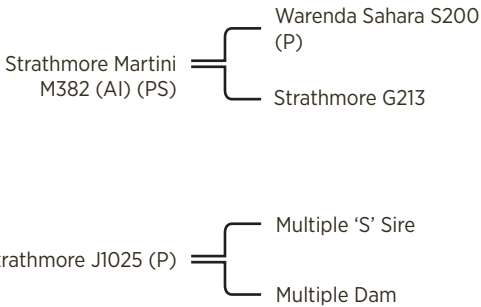 Warenda Sahara S200
(P)
Strathmore Martini
M382 (AI) (PS)
Strathmore G213
Multiple ‘S’ Sire
trathmore J1025 (P)
Multiple Dam